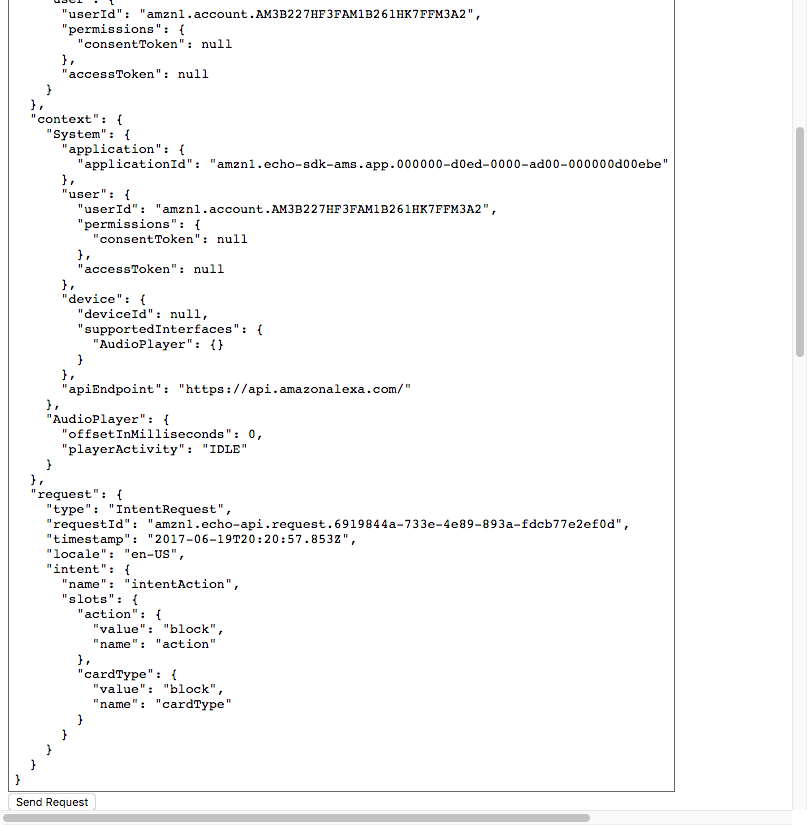 "user": {
"userId": "amzn1.account.AM3B227HF3FAM1B261HK7FFM3A2",
"permissions": {
"consentToken": null
},
"accessToken": null
}
},
"context": {
"System": {
"application": {
"applicationId": "amzn1.echo-sdk-ams.app.000000-d0ed-0000-ad00-000000d00ebe"
},
"user": {
"userId": "amzn1.account.AM3B227HF3FAM1B261HK7FFM3A2",
"permissions": {
"consentToken": null
},
"accessToken": null
},
"device": {
"deviceId": null,
"supportedInterfaces": {
"AudioPlayer": {}
}
},
"apiEndpoint": "https://api.amazonalexa.com/"
},
"AudioPlayer": {
"offsetInMilliseconds": 0,
"playerActivity": "IDLE"
}
},
"request": {
"type": "IntentRequest",
"requestId": "amzn1.echo-api.request.6919844a-733e-4e89-893a-fdcb77e2ef0d",
"timestamp": "2017-06-19T20:20:57.853Z",
"locale": "en-US",
"intent": {
"name": "intentAction",
"slots": {
"action": {
"value": "block",
"name": "action"
},
"cardType": {
"value": "block",
"name": "cardType"
}
}
}
}
}
Send Request